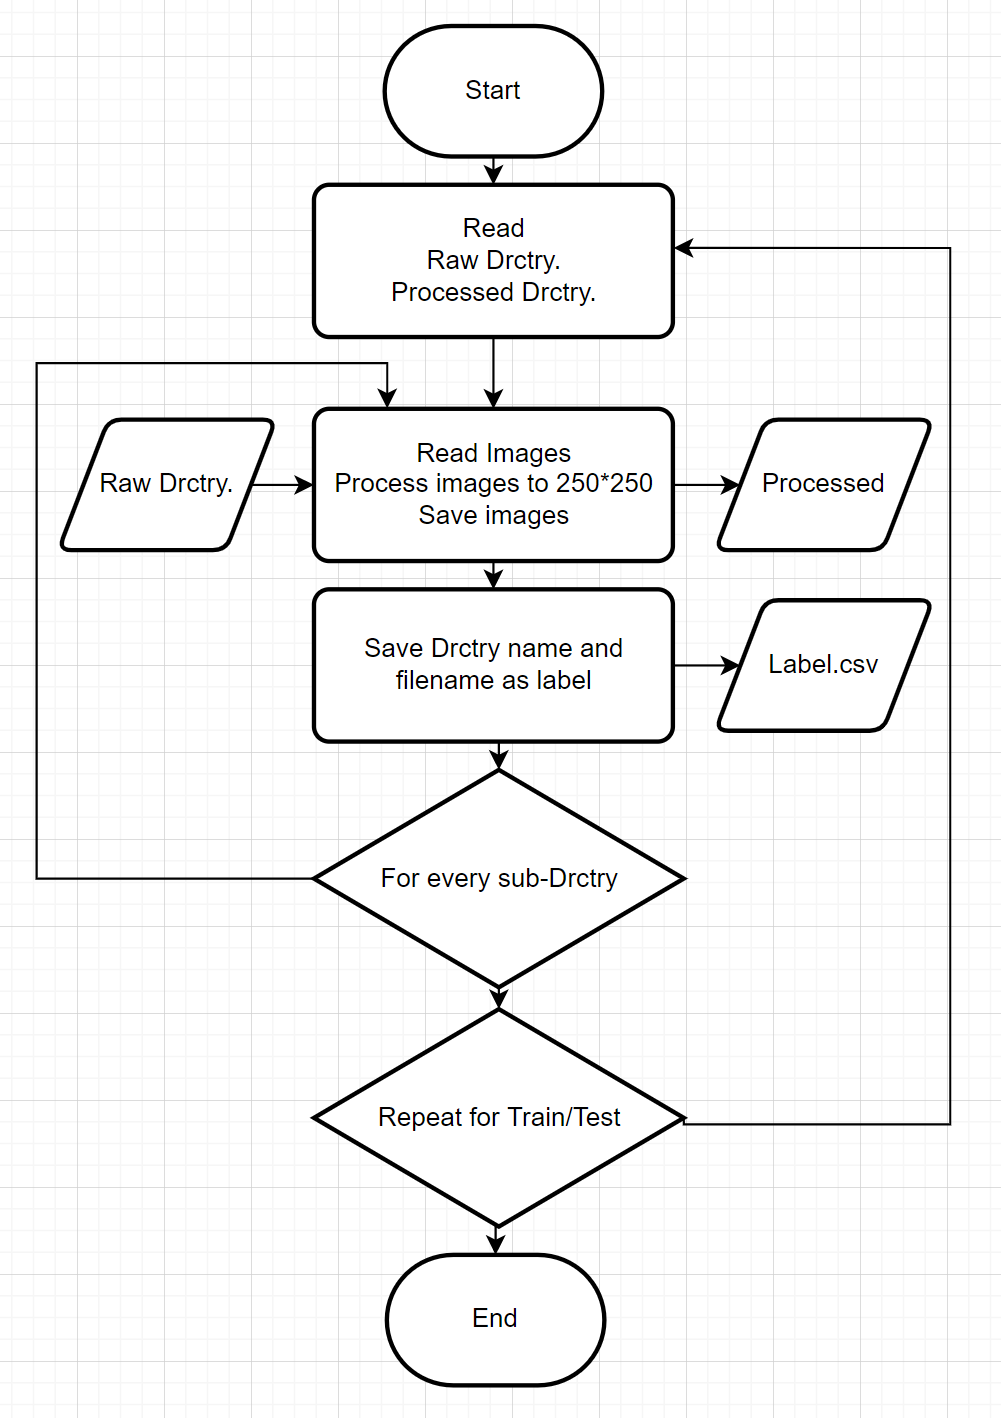 Start
Read
Raw Drctry.
Processed Drctry.
Raw Drctry.
Read Images
Process images to 250*250
Save images
Processed
Save Drctry name and
filename as label
Label.csv
For every sub-Drctry
Repeat for Train/Test
End